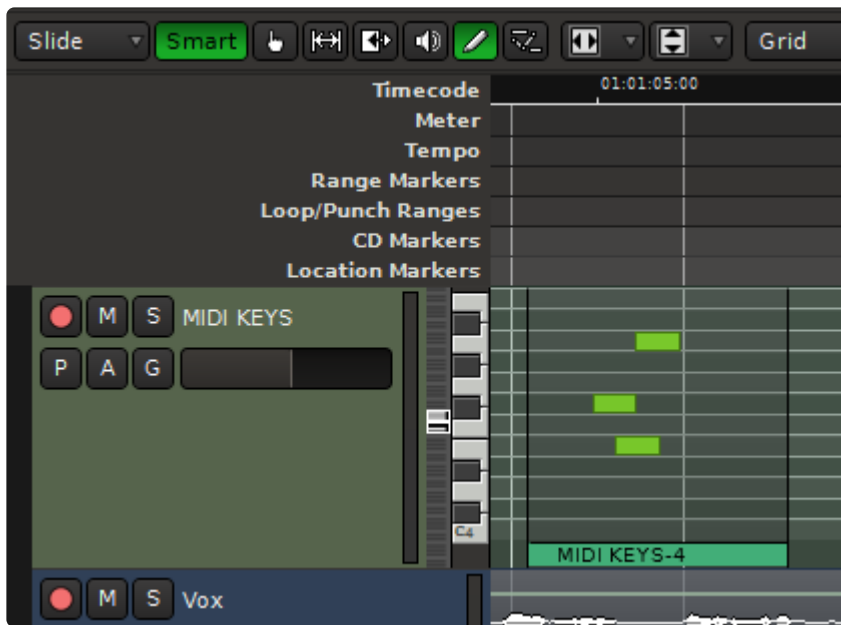 Slide Smart Grid
Timecode 01:01:05:00
Meter
Tempo
Range Markers
Loop/Punch Ranges
CD Markers
Location Markers
M S MIDI KEYS
P A G
C4
MIDI KEYS-4
M S Vox